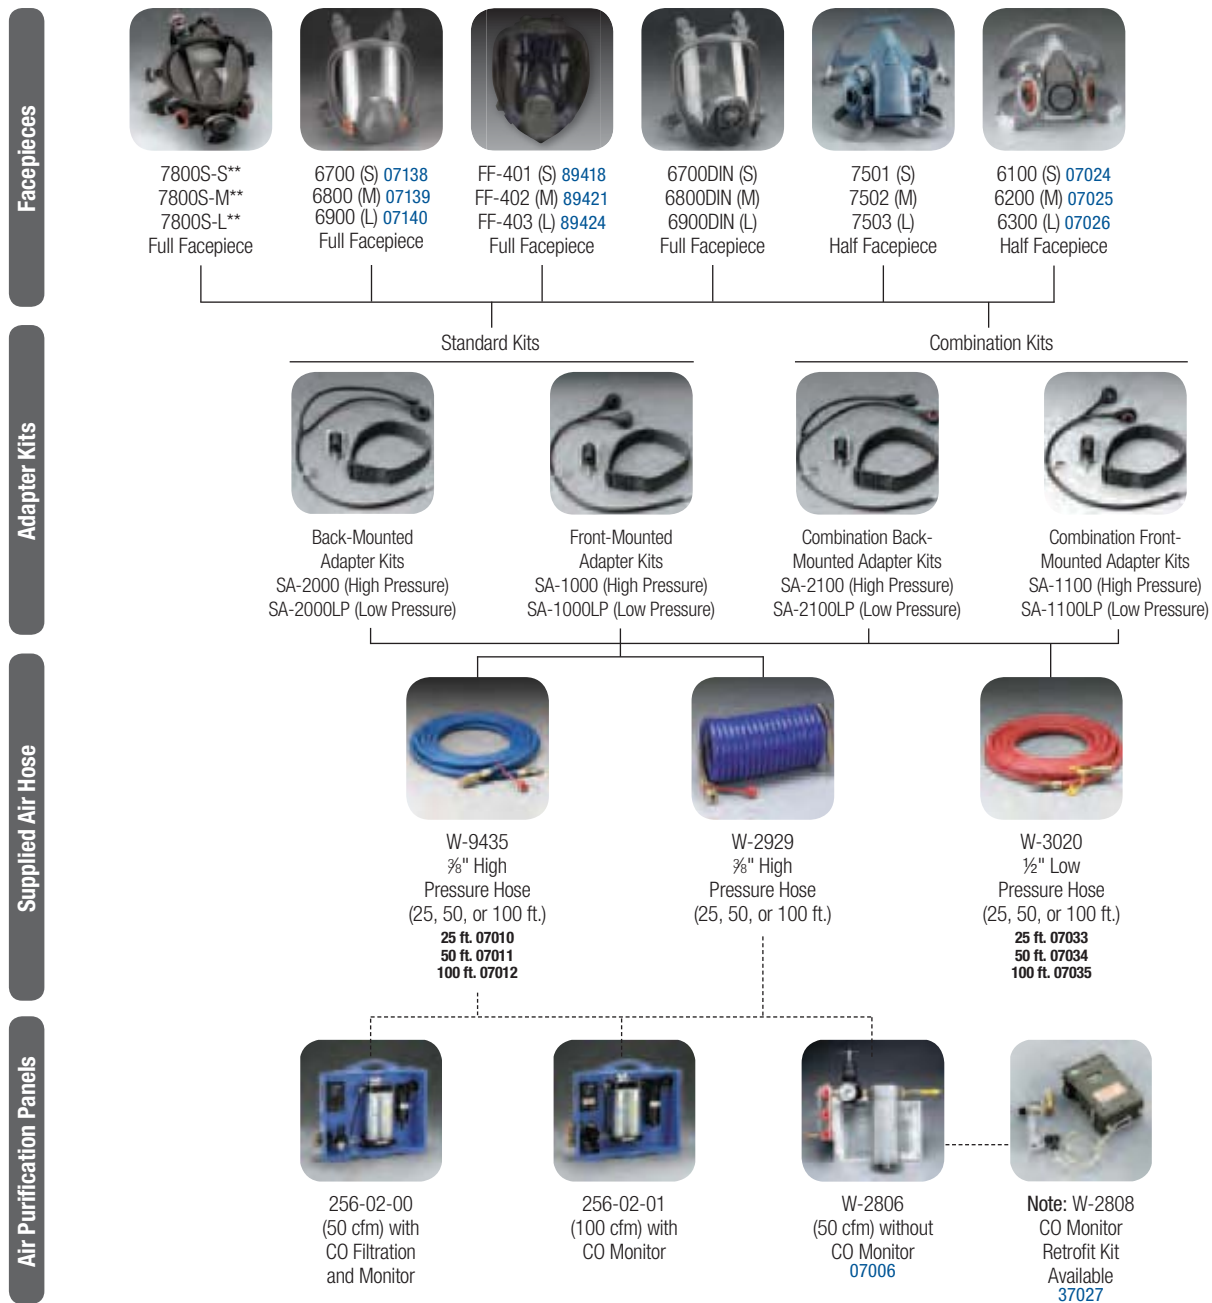 Facepieces
7800S-S**
7800S-M**
7800S-L**
Full Facepiece
6700 (S) 07138
6800 (M) 07139
6900 (L) 07140
Full Facepiece
FF-401 (S) 89418
FF-402 (M) 89421
FF-403 (L) 89424
Full Facepiece
6700DIN (S)
6800DIN (M)
6900DIN (L)
Full Facepiece
7501 (S)
7502 (M)
7503 (L)
Half Facepiece
6100 (S) 07024
6200 (M) 07025
6300 (L) 07026
Half Facepiece
Adapter Kits
Standard Kits
Combination Kits
Back-Mounted
Adapter Kits
SA-2000 (High Pressure)
SA-2000LP (Low Pressure)
Front-Mounted
Adapter Kits
SA-1000 (High Pressure)
SA-1000LP (Low Pressure)
Combination Back-
Mounted Adapter Kits
SA-2100 (High Pressure)
SA-2100LP (Low Pressure)
Combination Front-
Mounted Adapter Kits
SA-1100 (High Pressure)
SA-1100LP (Low Pressure)
Supplied Air Hose
W-9435
⅜" High
Pressure Hose
(25, 50, or 100 ft.)
25 ft. 07010
50 ft. 07011
100 ft. 07012
W-2929
⅜" High
Pressure Hose
(25, 50, or 100 ft.)
W-3020
½" Low
Pressure Hose
(25, 50, or 100 ft.)
25 ft. 07033
50 ft. 07034
100 ft. 07035
Air Purification Panels
256-02-00
(50 cfm) with
CO Filtration
and Monitor
256-02-01
(100 cfm) with
CO Monitor
W-2806
(50 cfm) without
CO Monitor
07006
Note: W-2808
CO Monitor
Retrofit Kit
Available
37027